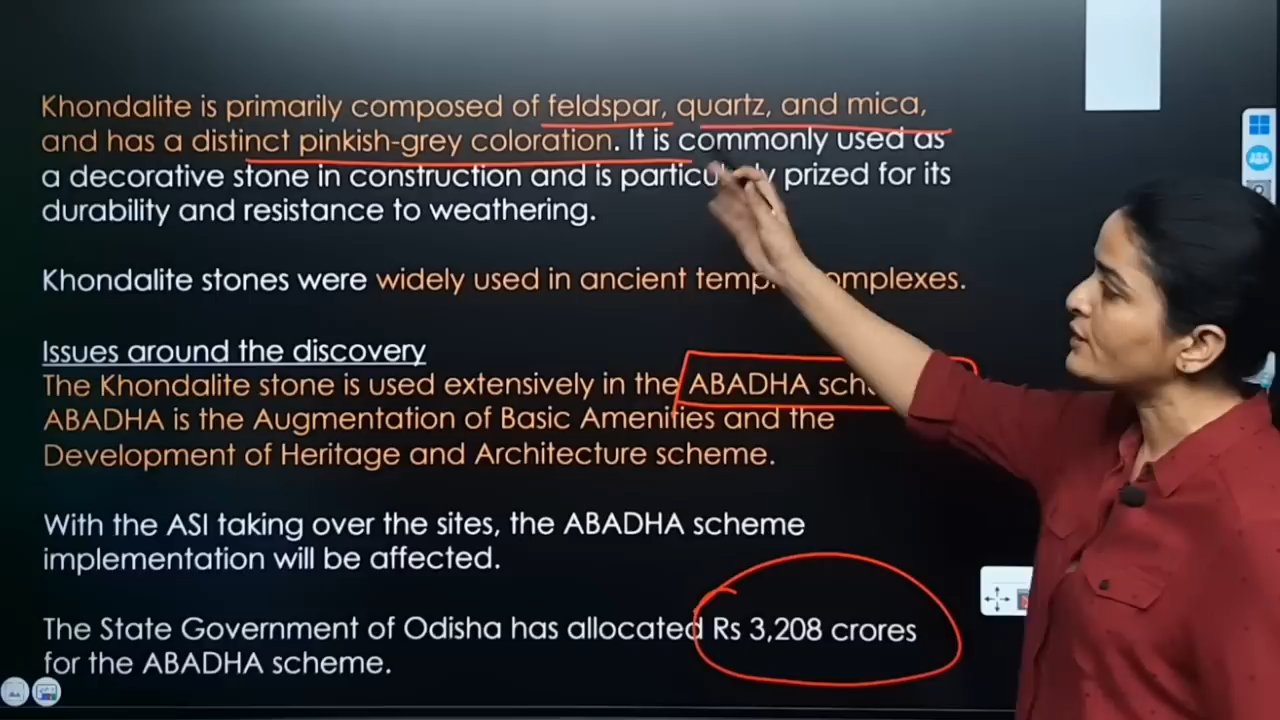 Khondalite is primarily composed of feldspar, quartz, and mica,
and has a distinct pinkish-grey coloration. It is commonly used as
a decorative stone in construction and is prized for its
durability and resistance to weathering.
Khondalite stones were widely used in ancient
Issues around the discovery
The Khondalite stone is used extensively in the ABADHA
ABADHA is the Augmentation of Basic Amenities and the
Development of Heritage and Architecture scheme.
With the ASI taking over the sites, the ABADHA scheme
implementation will be affected.
The State Government of Odisha has allocated Rs 3,208 crores
for the ABADHA scheme.